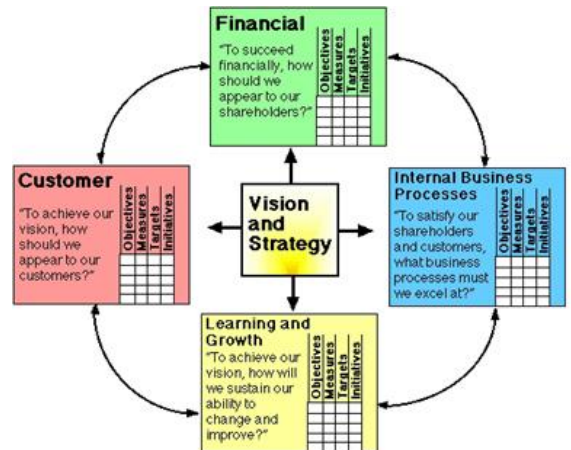 Financial
"To succeed
financially, how
should we
appear to our
shareholders?"
Objectives
Measures
Targets
Initiatives
Customer
"To achieve our
vision, how
should we
appear to our
customers?"
Objectives
Measures
Targets
Initiatives
Vision
and
Strategy
Internal Business
Processes
"To satisfy our
shareholders
and customers,
what business
processes must
we excel at?"
Objectives
Measures
Targets
Initiatives
Learning and
Growth
"To achieve our
vision, how will
we sustain our
ability to
change and
improve?"
Objectives
Measures
Targets
Initiatives